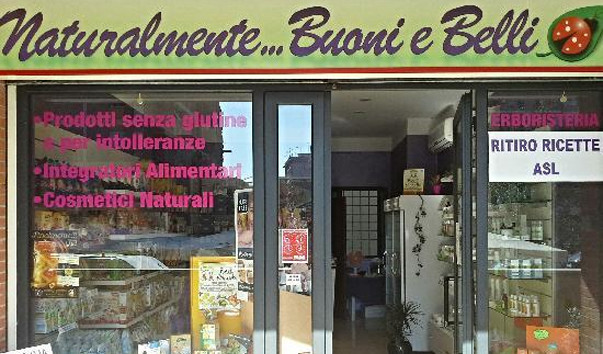 Naturalmente... Buoni e Belli
•Prodotti senza glutine
e per intolleranze
•Integratori Alimentari
•Cosmetici Naturali
ERBORISTERIA
RITIRO RICETTE
ASL